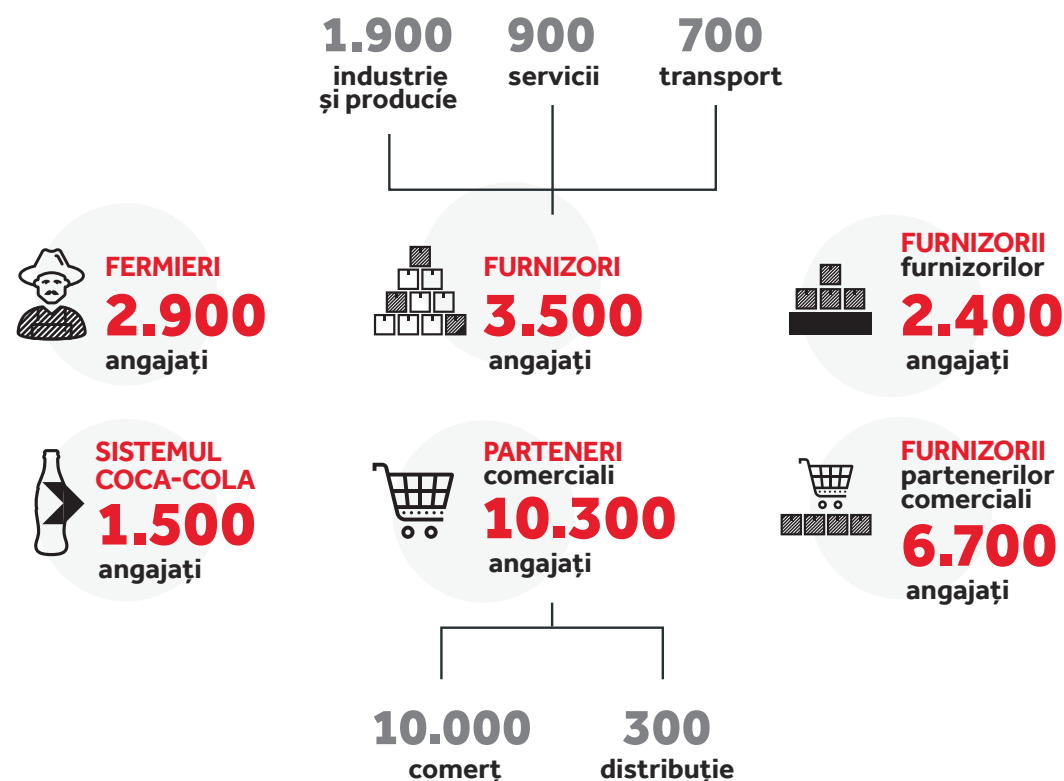 1.900
industrie
și producíe
900
servicii
700
transport
FERMIERI
2.900
angajați
FURNIZORI
3.500
angajați
FURNIZORII
furnizorilor
2.400
angajați
SISTEMUL
COCA-COLA
1.500
angajați
PARTENERI
comerciali
10.300
angajați
FURNIZORII
partenerilor
comerciali
6.700
angajați
10.000
comerț
300
distribuție